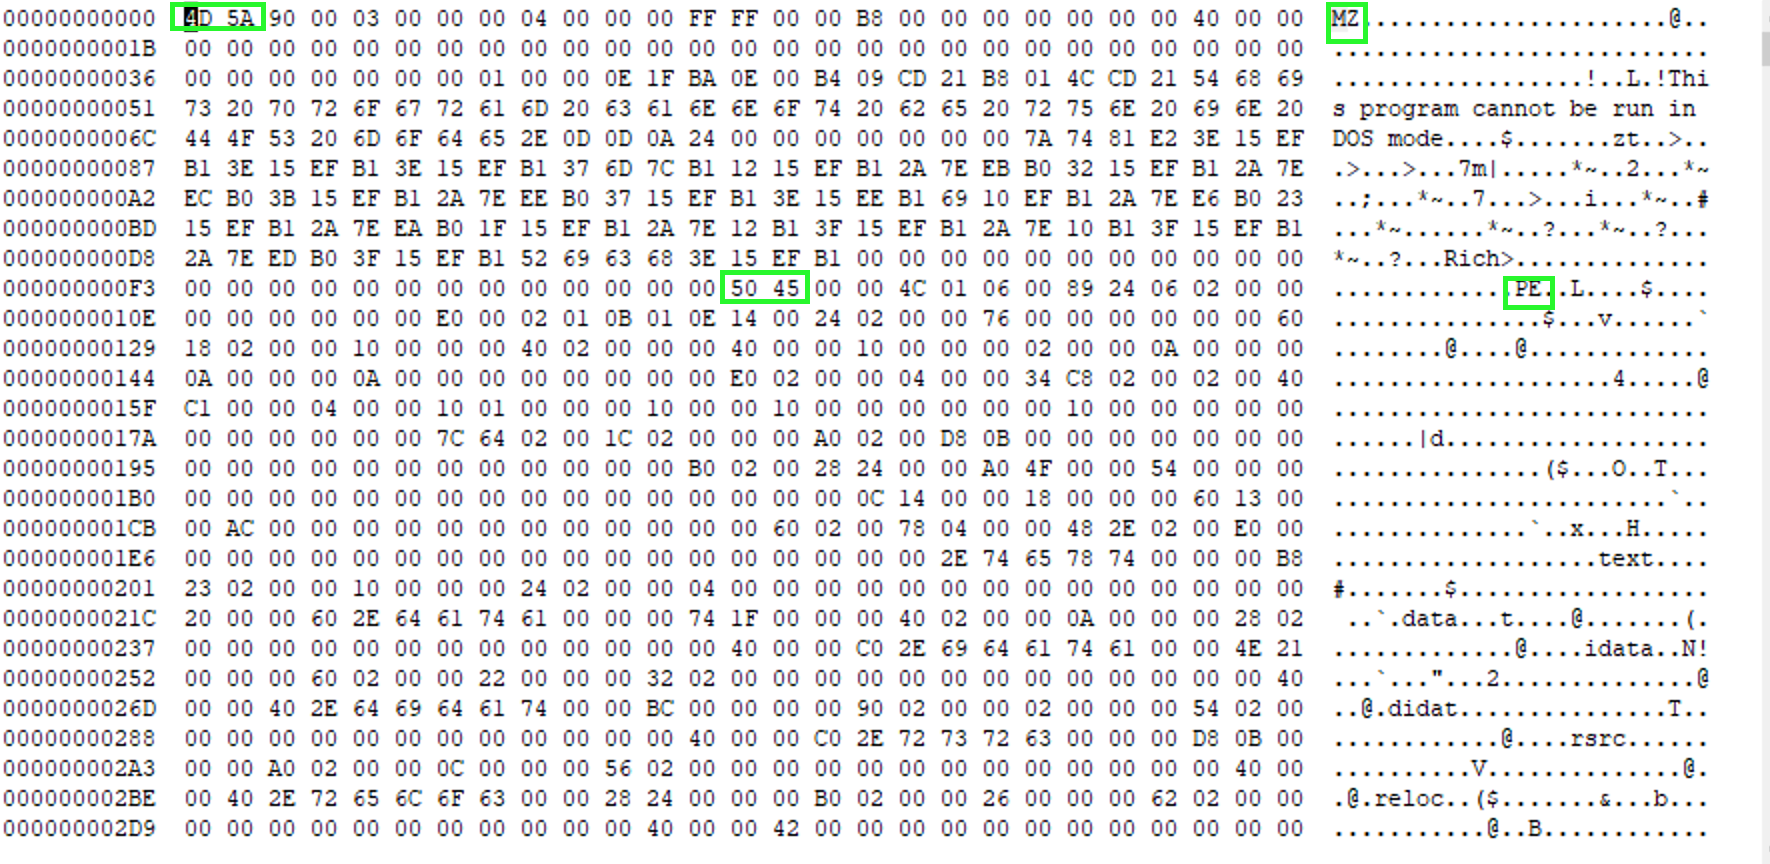 00000000000 4D 5A 90 00 03 00 00 00 04 00 00 00 FF FF 00 00 B8 00 00 00 00 00 00 00 40 00 00 MZ......................@..
0000000001B 00 00 00 00 00 00 00 00 00 00 00 00 00 00 00 00 00 00 00 00 00 00 00 00 00 00 00 ...........................
00000000036 00 00 00 00 00 00 01 00 00 0E 1F BA 0E 00 B4 09 CD 21 B8 01 4C CD 21 54 68 69 .................!..L.!Thi
00000000051 73 20 70 72 6F 67 72 61 6D 20 63 61 6E 6E 6F 74 20 62 65 20 72 75 6E 20 69 6E 20 s program cannot be run in
0000000006C 44 4F 53 20 6D 6F 64 65 2E 0D 0D 0A 24 00 00 00 00 00 00 00 7A 74 81 E2 3E 15 EF DOS mode....$.......zt..>..
00000000087 B1 3E 15 EF B1 3E 15 EF B1 37 6D 7C B1 12 15 EF B1 2A 7E EB B0 32 15 EF B1 2A 7E .>...>...7m|.....*~..2...*~
000000000A2 EC B0 3B 15 EF B1 2A 7E EE B0 37 15 EF B1 3E 15 EE B1 69 10 EF B1 2A 7E E6 B0 23 ..;...*~..7...>...i...*~..#
000000000BD 15 EF B1 2A 7E EA B0 1F 15 EF B1 2A 7E 12 B1 3F 15 EF B1 2A 7E 10 B1 3F 15 EF B1 ...*~......*~..?...*~..?...
000000000D8 2A 7E ED B0 3F 15 EF B1 52 69 63 68 3E 15 EF B1 00 00 00 00 00 00 00 00 00 00 00 *~..?...Rich>..............
000000000F3 00 00 00 00 00 00 00 00 00 00 00 00 00 50 45 00 00 4C 01 06 00 89 24 06 02 00 00 .............PE..L....$....
0000000010E 00 00 00 00 00 00 E0 00 02 01 0B 01 0E 14 00 24 02 00 00 76 00 00 00 00 00 00 60 ...............$...v......`
00000000129 18 02 00 00 10 00 00 00 40 02 00 00 00 40 00 00 10 00 00 00 02 00 00 0A 00 00 00 ........@....@.............
00000000144 0A 00 00 00 0A 00 00 00 00 00 00 00 00 E0 02 00 00 04 00 00 34 C8 02 00 02 00 40 ....................4.....@
0000000015F C1 00 00 04 00 00 10 01 00 00 00 10 00 00 10 00 00 00 00 00 00 10 00 00 00 00 00 ...........................
0000000017A 00 00 00 00 00 00 7C 64 02 00 1C 02 00 00 00 A0 02 00 D8 0B 00 00 00 00 00 00 00 ......|d...................
00000000195 00 00 00 00 00 00 00 00 00 00 00 00 B0 02 00 28 24 00 00 A0 4F 00 00 54 00 00 00 ...............($...O..T...
000000001B0 00 00 00 00 00 00 00 00 00 00 00 00 00 00 00 00 0C 14 00 00 18 00 00 00 60 13 00 ........................`..
000000001CB 00 AC 00 00 00 00 00 00 00 00 00 00 00 00 60 02 00 78 04 00 00 48 2E 02 00 E0 00 ..............`..x...H.....
000000001E6 00 00 00 00 00 00 00 00 00 00 00 00 00 00 00 00 00 00 2E 74 65 78 74 00 00 00 B8 ...................text....
00000000201 23 02 00 00 10 00 00 00 24 02 00 00 04 00 00 00 00 00 00 00 00 00 00 00 00 00 00 #.......$..................
0000000021C 20 00 00 60 2E 64 61 74 61 00 00 00 74 1F 00 00 00 40 02 00 00 0A 00 00 00 28 02 ..`.data...t....@.......(.
00000000237 00 00 00 00 00 00 00 00 00 00 00 00 00 40 00 00 C0 2E 69 64 61 74 61 00 00 4E 21 .............@....idata..N!
00000000252 00 00 00 60 02 00 00 22 00 00 00 32 02 00 00 00 00 00 00 00 00 00 00 00 00 00 40 ...`..."...2..............@
0000000026D 00 00 40 2E 64 69 64 61 74 00 00 BC 00 00 00 00 90 02 00 00 02 00 00 00 54 02 00 ..@.didat...............T..
00000000288 00 00 00 00 00 00 00 00 00 00 00 00 40 00 00 C0 2E 72 73 72 63 00 00 00 D8 0B 00 ............@....rsrc......
000000002A3 00 00 A0 02 00 00 0C 00 00 00 56 02 00 00 00 00 00 00 00 00 00 00 00 00 00 40 00 ..........V..............@.
000000002BE 00 40 2E 72 65 6C 6F 63 00 00 28 24 00 00 00 B0 02 00 00 26 00 00 00 62 02 00 00 .@.reloc..($.......&...b...
000000002D9 00 00 00 00 00 00 00 00 00 00 00 40 00 00 42 00 00 00 00 00 00 00 00 00 00 00 00 ...........@..B............